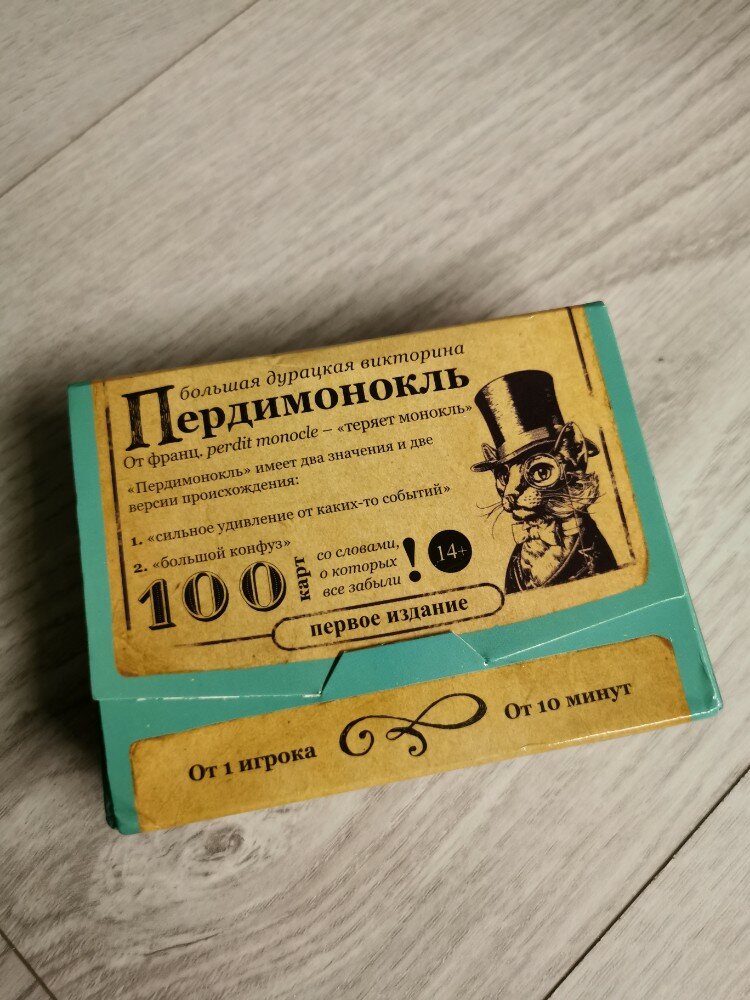 большая дурацкая викторина
Пердимонокль
От франц. perdit monocle – «теряет монокль»
«Пердимонокль» имеет два значения и две
версии происхождения:
1. «сильное удивление от каких-то событий»
2. «большой конфуз»
100 карт
со словами,
о которых
все забыли !
14+
первое издание
От 1 игрока
От 10 минут